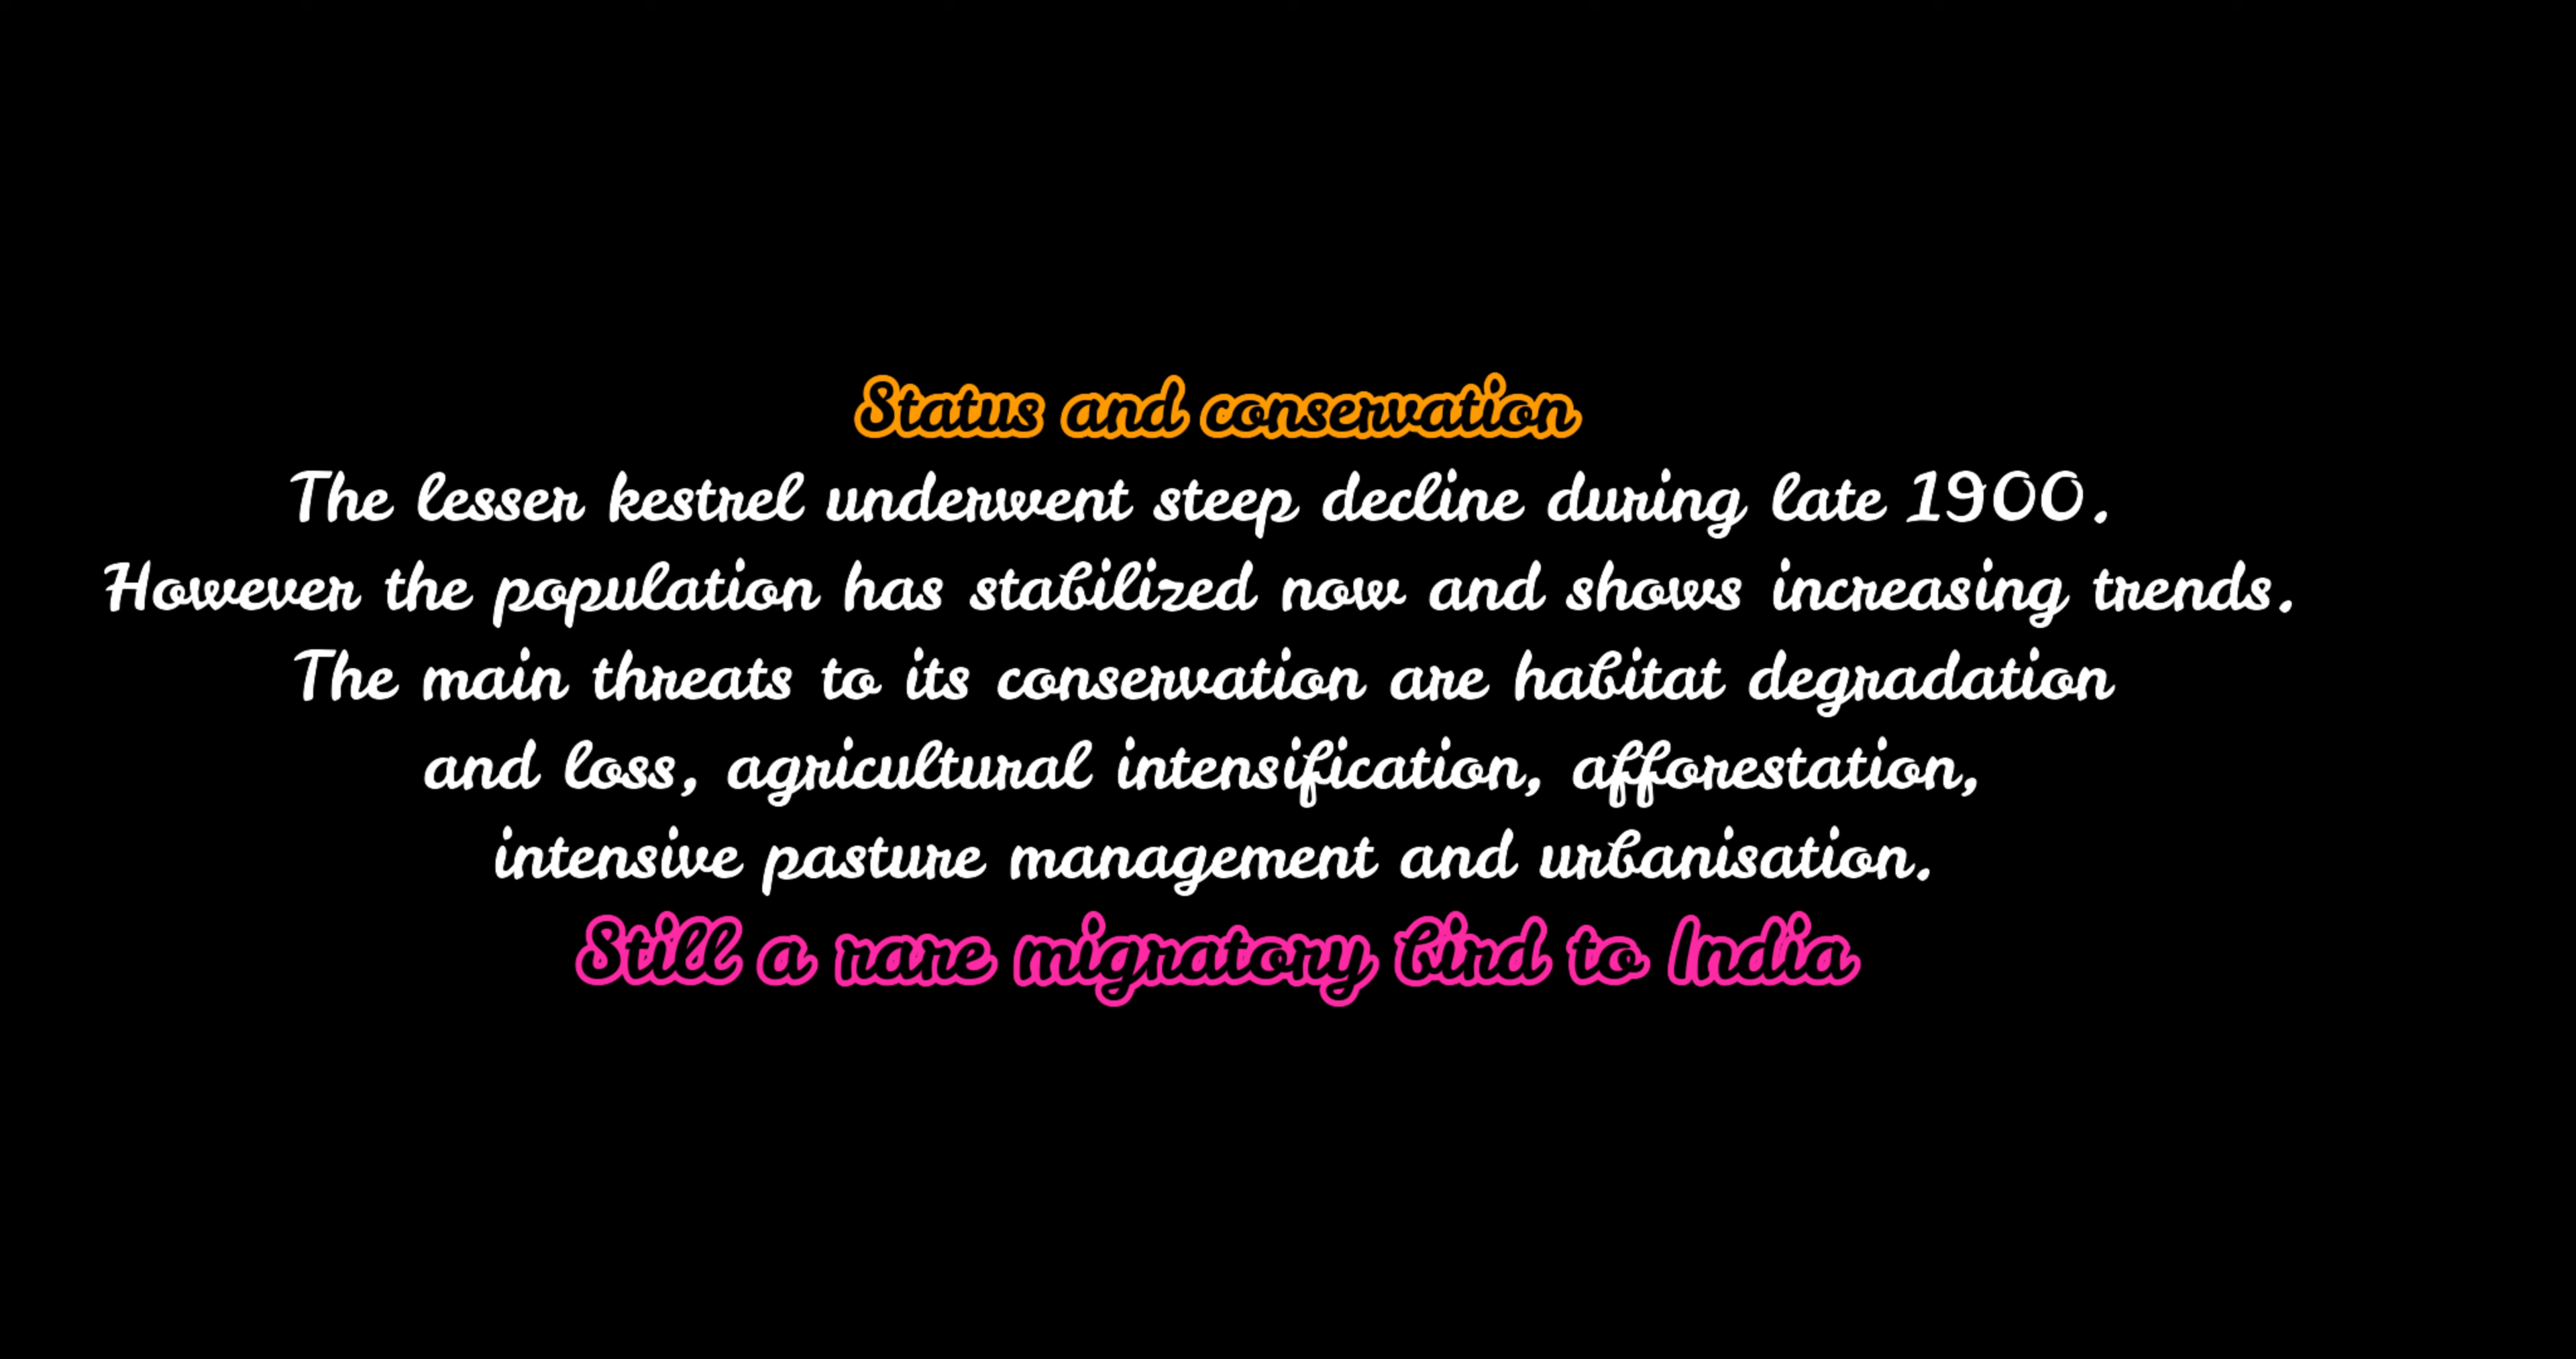 Status and conservation
The lesser kestrel underwent steep decline during late 1900.
However the population has stabilized now and shows increasing trends.
The main threats to its conservation are habitat degradation
and loss, agricultural intensification, afforestation,
intensive pasture management and urbanisation.
Still a rare migratory bird to India